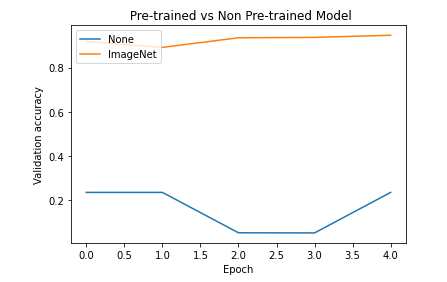 Pre-trained vs Non Pre-trained Model
None
ImageNet
Validation accuracy
0.8
0.6
0.4
0.2
0.0 0.5 1.0 1.5 2.0 2.5 3.0 3.5 4.0
Epoch